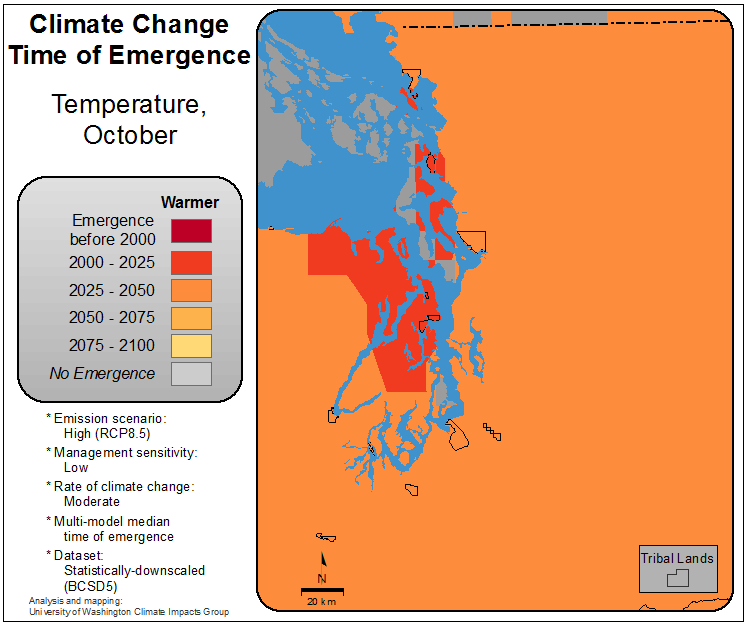 Climate Change
Time of Emergence
Temperature,
October
Warmer
Emergence
before 2000
2000 - 2025
2025 - 2050
2050 - 2075
2075 - 2100
No Emergence
* Emission scenario:
High (RCP8.5)
* Management sensitivity:
Low
* Rate of climate change:
Moderate
* Multi-model median
time of emergence
* Dataset:
Statistically-downscaled
(BCSD5)
Analysis and mapping:
University of Washington Climate Impacts Group
N
20 km
Tribal Lands